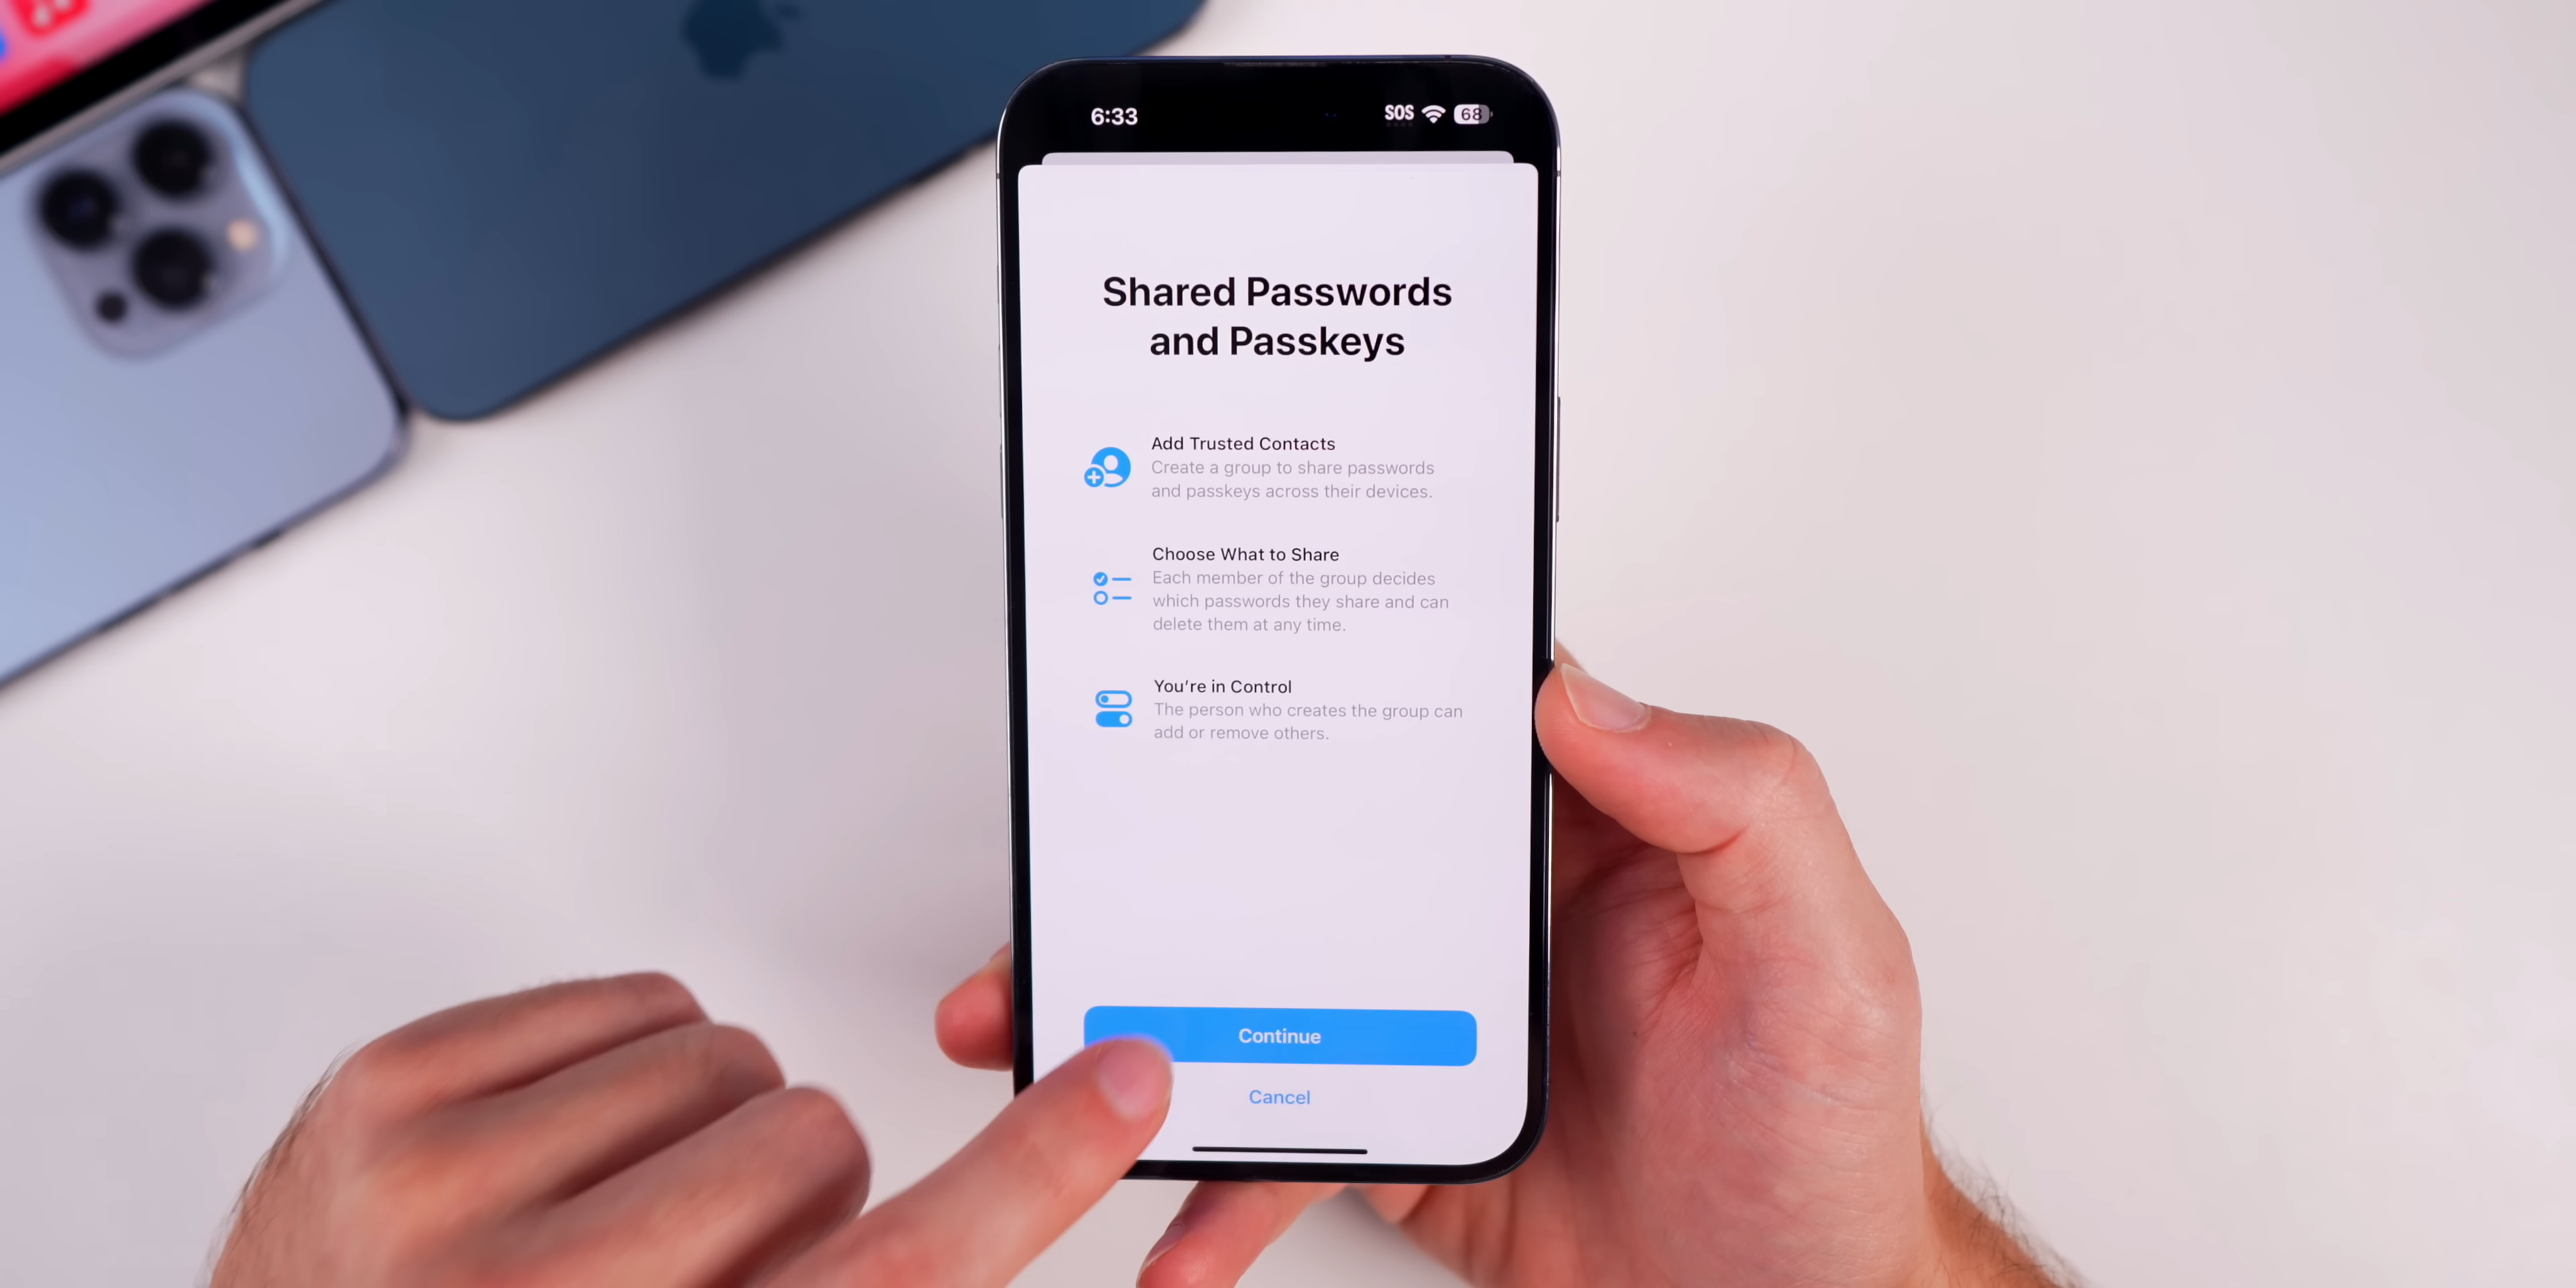 6:33
SOS 68
Shared Passwords
and Passkeys
Add Trusted Contacts
Create a group to share passwords
and passkeys across their devices.
Choose What to Share
Each member of the group decides
which passwords they share and can
delete them at any time.
You're in Control
The person who creates the group can
add or remove others.
Continue
Cancel